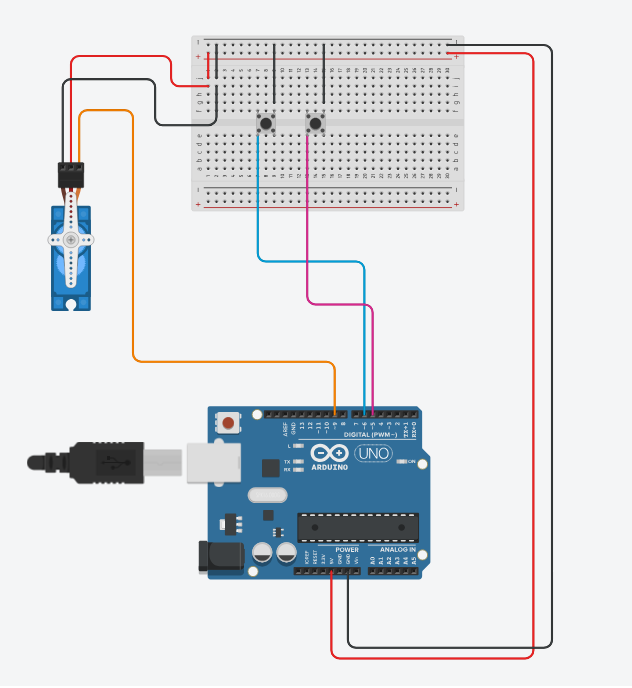 AREF
GND
13
12
~11
~10
~9
8
7
~6
~5
4
~3
2
TX→1
RX←0
DIGITAL (PWM~)
L
TX
RX
ARDUINO
UNO
ON
POWER
ANALOG IN
IOREF
RESET
3.3V
5V
GND
GND
Vin
A0
A1
A2
A3
A4
A5